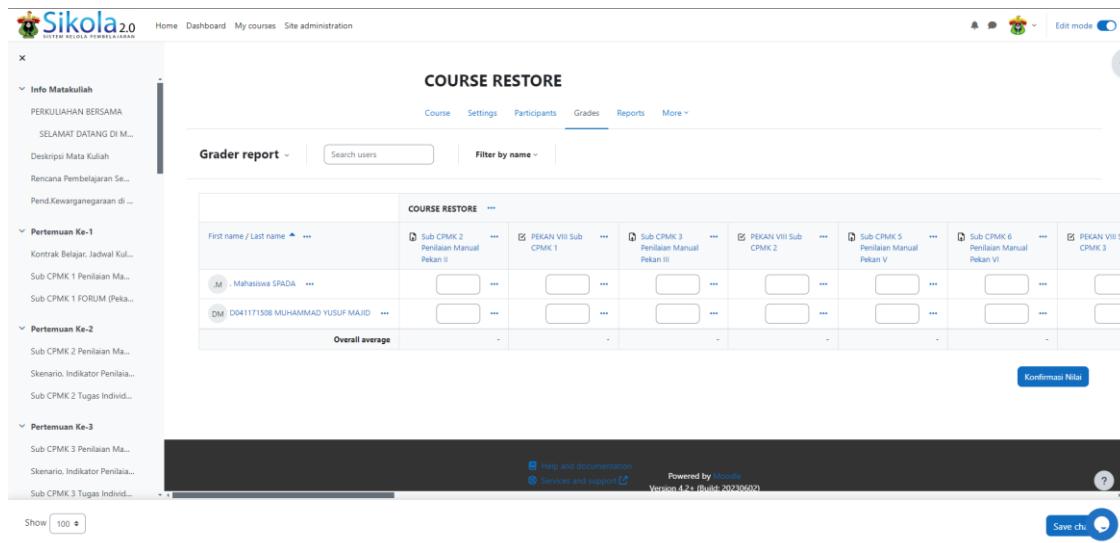 Sikola 2.0
SISTEM KELOLA PEMBELAJARAN
Home Dashboard My courses Site administration
Edit mode
Info Matakuliah
PERKULIAHAN BERSAMA
SELAMAT DATANG DI M...
Deskripsi Mata Kuliah
Rencana Pembelajaran Se...
Pend.Kewarganegaraan di ...
Pertemuan Ke-1
Kontrak Belajar, Jadwal Kul...
Sub CPMK 1 Penilaian Ma...
Sub CPMK 1 FORUM (Peka...
Pertemuan Ke-2
Sub CPMK 2 Penilaian Ma...
Skenario, Indikator Penilaia...
Sub CPMK 2 Tugas Individ...
Pertemuan Ke-3
Sub CPMK 3 Penilaian Ma...
Skenario, Indikator Penilaia...
Sub CPMK 3 Tugas Individ...
COURSE RESTORE
Course Settings Participants Grades Reports More
Grader report Search users Filter by name
COURSE RESTORE
First name / Last name
Sub CPMK 2 Penilaian Manual Pekan II
PEKAN VIII Sub CPMK 1
Sub CPMK 3 Penilaian Manual Pekan III
PEKAN VIII Sub CPMK 2
Sub CPMK 5 Penilaian Manual Pekan V
Sub CPMK 6 Penilaian Manual Pekan VI
PEKAN VIII S
CPMK 3
.M . Mahasiswa SPADA
DM D041171508 MUHAMMAD YUSUF MAJID
Overall average - - - - - -
Konfirmasi Nilai
Help and documentation
Services and support
Powered by Moodle
Version 4.2+ (Build: 20230602)
?
Show 100
Save cha